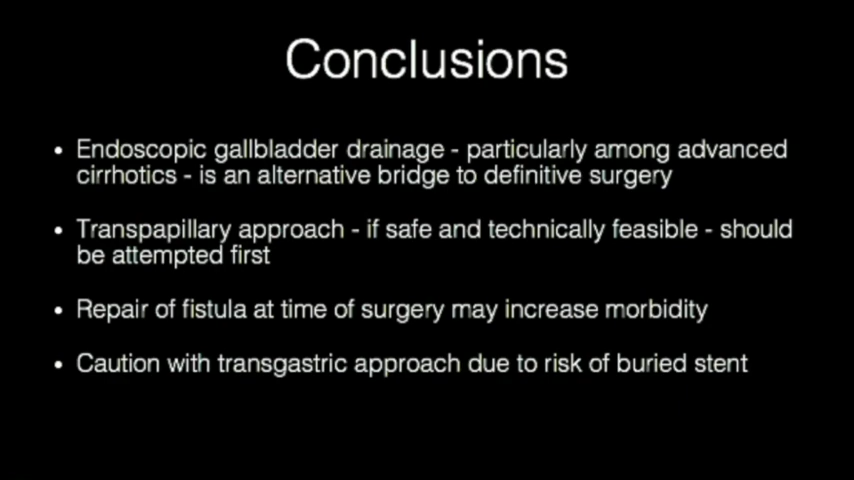 Conclusions
• Endoscopic gallbladder drainage - particularly among advanced
cirrhotics - is an alternative bridge to definitive surgery
• Transpapillary approach - if safe and technically feasible - should
be attempted first
• Repair of fistula at time of surgery may increase morbidity
• Caution with transgastric approach due to risk of buried stent